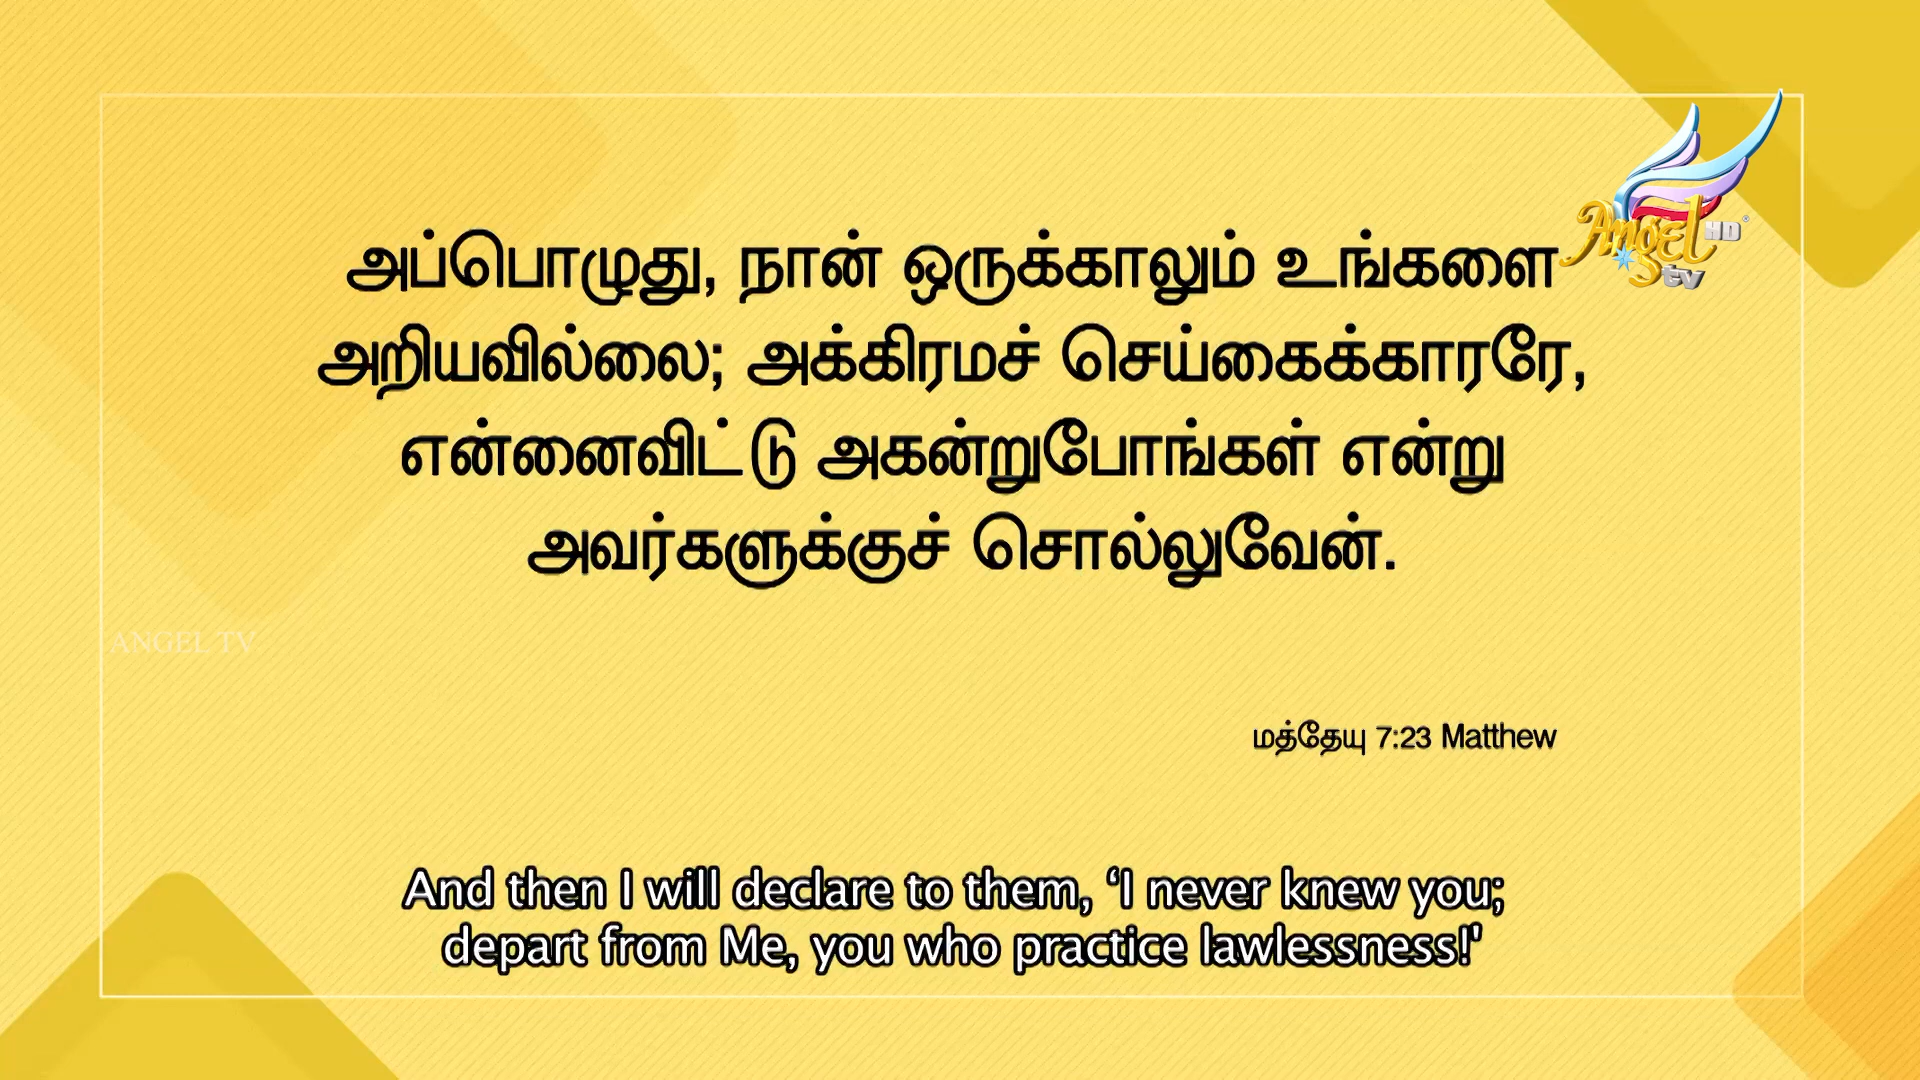 Angel HD
tv
அப்பொழுது, நான் ஒருக்காலும் உங்களை
அறியவில்லை; அக்கிரமச் செய்கைக்காரரே,
என்னைவிட்டு அகன்றுபோங்கள் என்று
அவர்களுக்குச் சொல்லுவேன்.
ANGEL TV
மத்தேயு 7:23 Matthew
And then I will declare to them, ‘I never knew you;
depart from Me, you who practice lawlessness!'